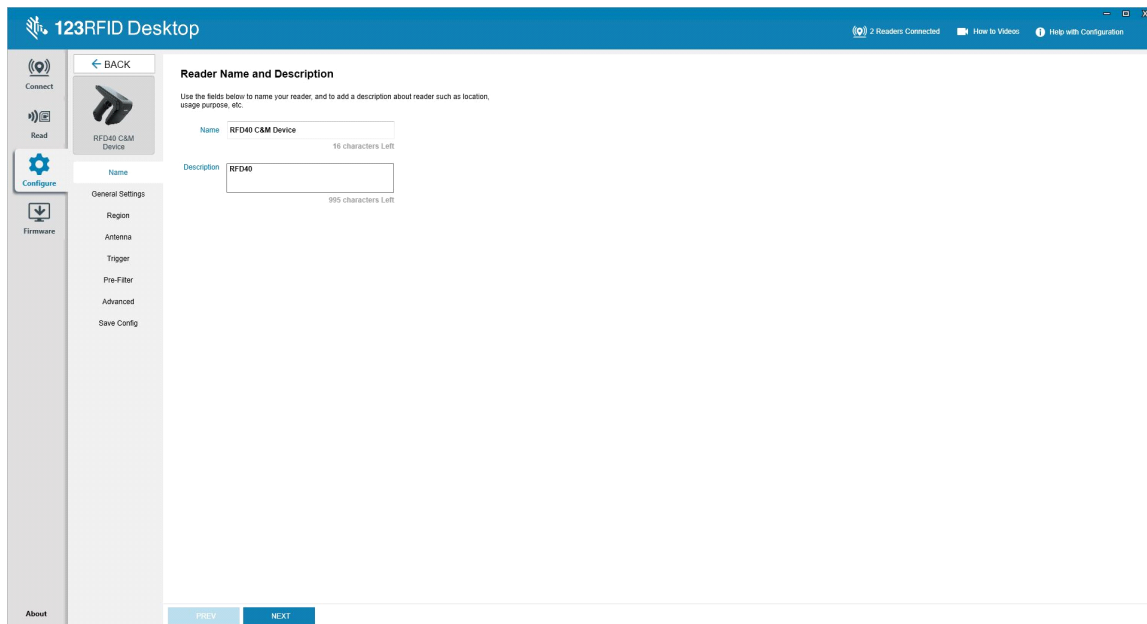 123RFID Desktop
2 Readers Connected
How to Videos
Help with Configuration
Connect
Read
Configure
Firmware
About
BACK
RFD40 C&M
Device
Name
General Settings
Region
Antenna
Trigger
Pre-Filter
Advanced
Save Config
Reader Name and Description
Use the fields below to name your reader, and to add a description about reader such as location,
usage purpose, etc.
Name RFD40 C&M Device
16 characters Left
Description RFD40
995 characters Left
PREV NEXT